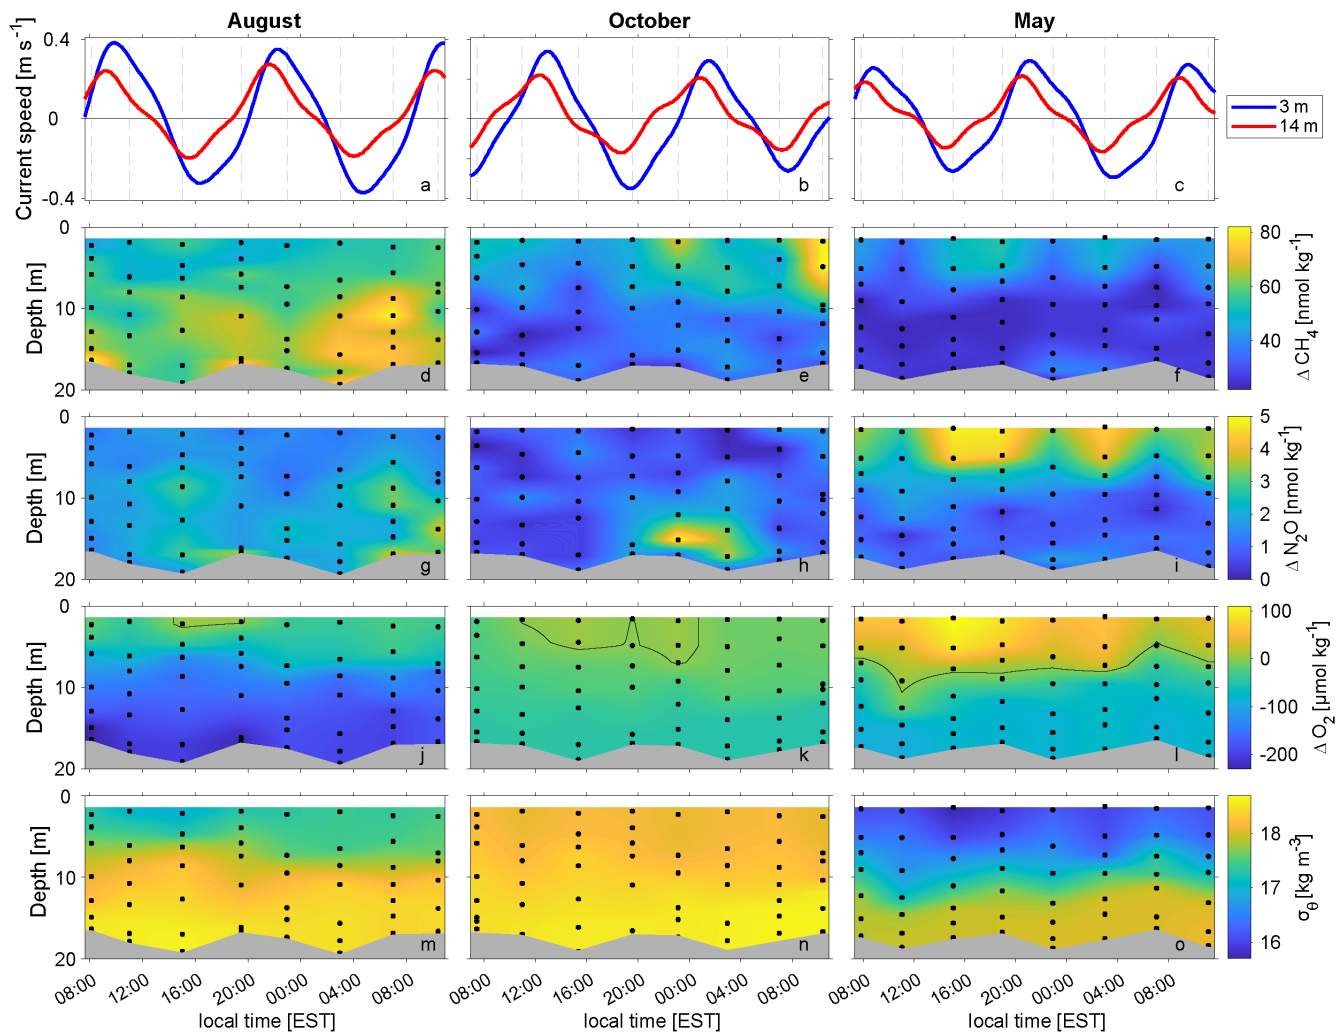 August October May
Current speed [m s⁻¹]
0.4
0
-0.4
a b c
3 m
14 m
Depth [m]
0
10
20
d e f
80
60
40
Δ CH₄ [nmol kg⁻¹]
Depth [m]
0
10
20
g h i
5
4
3
2
1
0
Δ N₂O [nmol kg⁻¹]
Depth [m]
0
10
20
j k l
100
0
-100
-230
Δ O₂ [μmol kg⁻¹]
Depth [m]
0
10
20
m n o
18
17
16
σ_θ [kg m⁻³]
08:00 12:00 16:00 20:00 00:00 04:00 08:00
08:00 12:00 16:00 20:00 00:00 04:00 08:00
08:00 12:00 16:00 20:00 00:00 04:00 08:00
local time [EST] local time [EST] local time [EST]